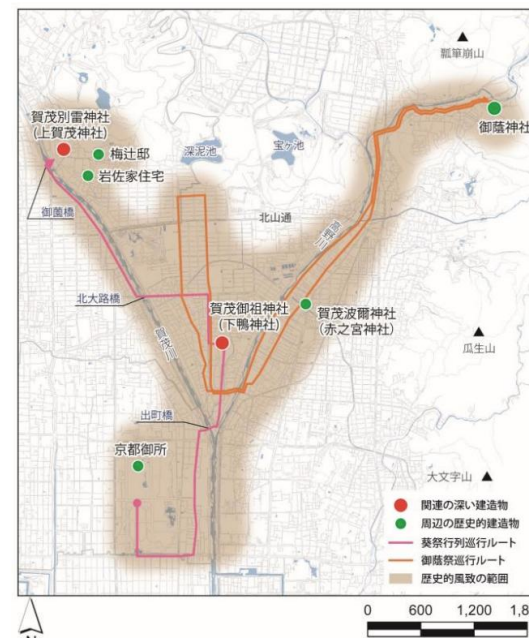 瓢箪崩山
御蔭神社
賀茂別雷神社
(上賀茂神社)
梅辻邸
岩佐家住宅
深泥池
宝ヶ池
御薗橋
北山通
高野川
北大路橋
賀茂御祖神社
(下鴨神社)
賀茂波爾神社
(赤之宮神社)
賀茂川
瓜生山
出町橋
京都御所
大文字山
関連の深い建造物
周辺の歴史的建造物
葵祭行列巡行ルート
御蔭祭巡行ルート
歴史的風致の範囲
0 600 1,200 1,8